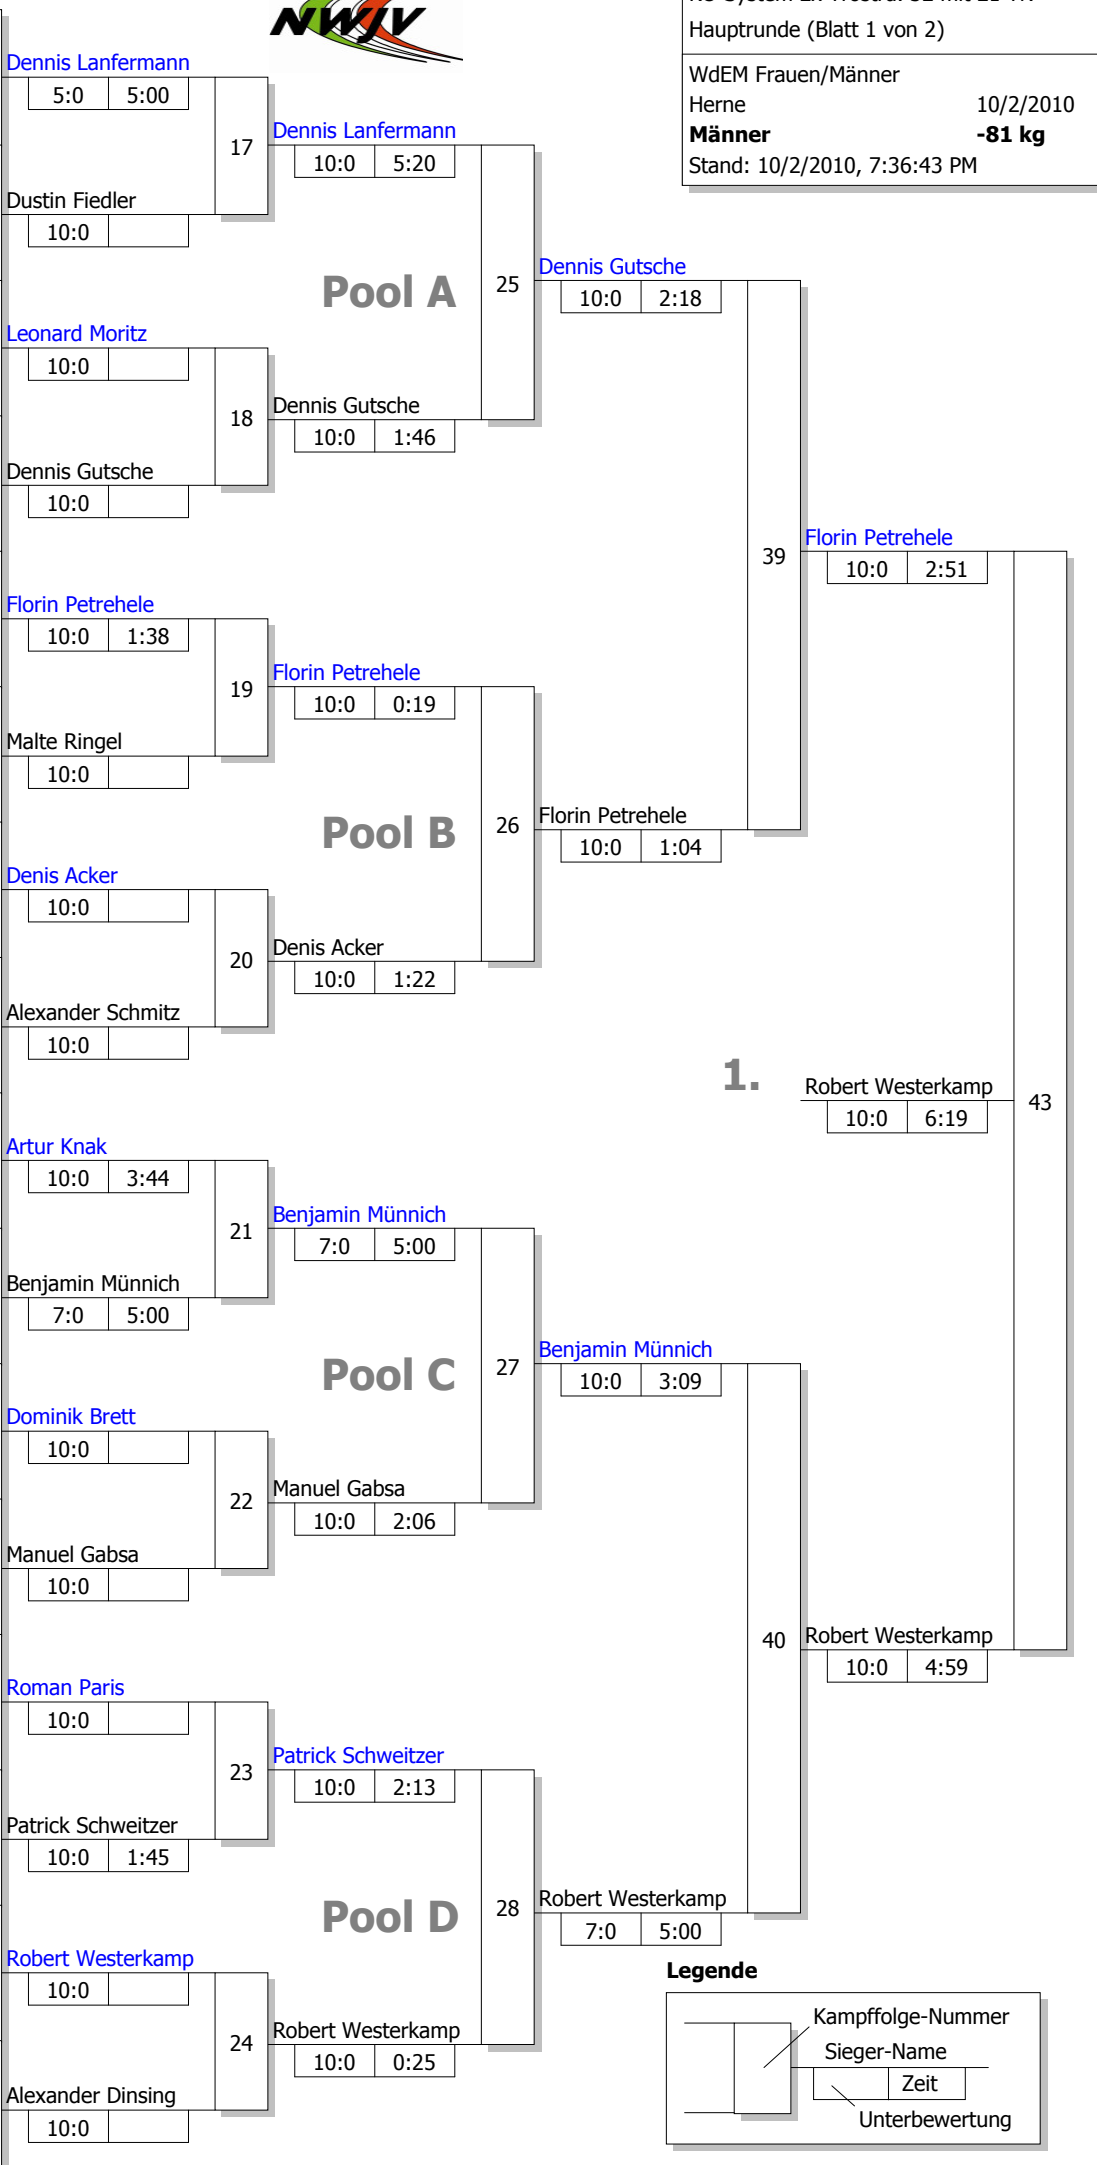 NWJV
Hauptrunde (Blatt 1 von 2)
WdEM Frauen/Männer
Herne 10/2/2010
Männer -81 kg
Stand: 10/2/2010, 7:36:43 PM
Dennis Lanfermann
5:0 5:00
17
Dennis Lanfermann
10:0 5:20
Dustin Fiedler
10:0
Pool A
25
Dennis Gutsche
10:0 2:18
Leonard Moritz
10:0
18
Dennis Gutsche
10:0 1:46
Dennis Gutsche
10:0
39
Florin Petrehele
10:0 2:51
Florin Petrehele
10:0 1:38
19
Florin Petrehele
10:0 0:19
Malte Ringel
10:0
Pool B
26
Florin Petrehele
10:0 1:04
Denis Acker
10:0
20
Denis Acker
10:0 1:22
Alexander Schmitz
10:0
1.
Robert Westerkamp
10:0 6:19
43
Artur Knak
10:0 3:44
21
Benjamin Münnich
7:0 5:00
Benjamin Münnich
7:0 5:00
Pool C
27
Benjamin Münnich
10:0 3:09
Dominik Brett
10:0
22
Manuel Gabsa
10:0 2:06
Manuel Gabsa
10:0
40
Robert Westerkamp
10:0 4:59
Roman Paris
10:0
23
Patrick Schweitzer
10:0 2:13
Patrick Schweitzer
10:0 1:45
Pool D
28
Robert Westerkamp
7:0 5:00
Robert Westerkamp
10:0
24
Robert Westerkamp
10:0 0:25
Alexander Dinsing
10:0
Legende
Kampffolge-Nummer
Sieger-Name
Zeit
Unterbewertung